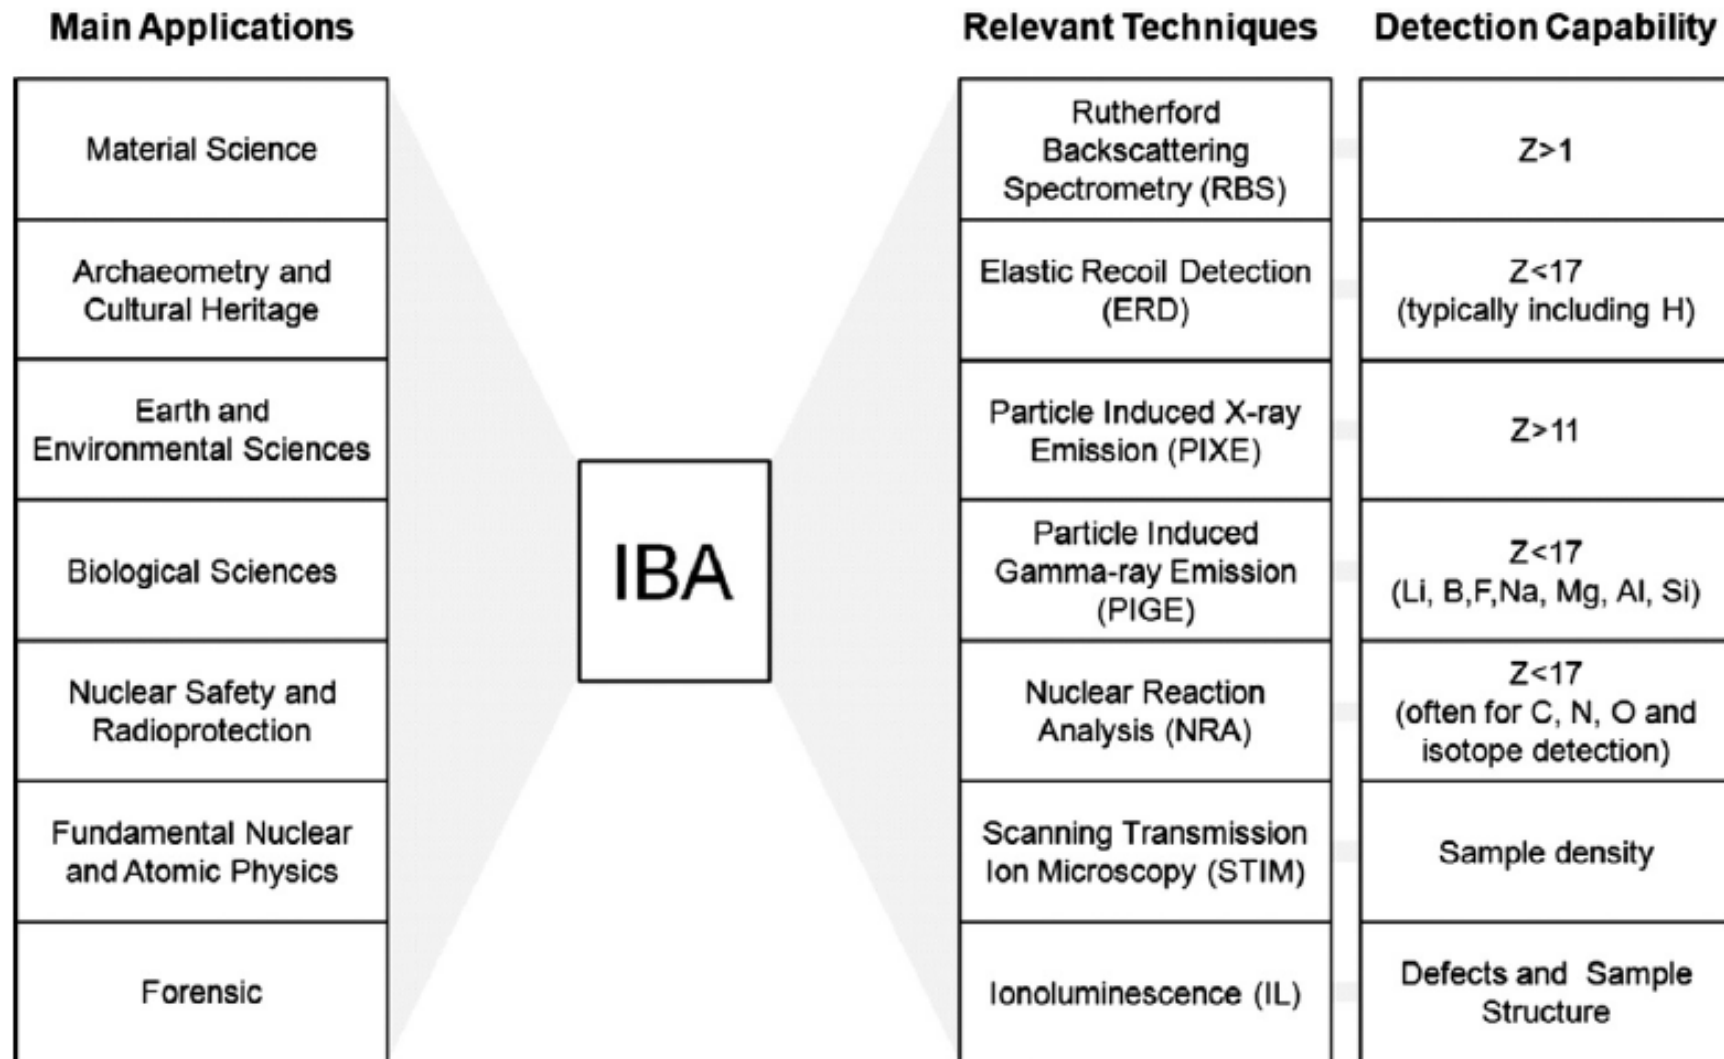 Main Applications
Material Science
Archaeometry and
Cultural Heritage
Earth and
Environmental Sciences
Biological Sciences
Nuclear Safety and
Radioprotection
Fundamental Nuclear
and Atomic Physics
Forensic
IBA
Relevant Techniques
Rutherford
Backscattering
Spectrometry (RBS)
Elastic Recoil Detection
(ERD)
Particle Induced X-ray
Emission (PIXE)
Particle Induced
Gamma-ray Emission
(PIGE)
Nuclear Reaction
Analysis (NRA)
Scanning Transmission
Ion Microscopy (STIM)
Ionoluminescence (IL)
Detection Capability
Z>1
Z<17
(typically including H)
Z>11
Z<17
(Li, B,F,Na, Mg, Al, Si)
Z<17
(often for C, N, O and
isotope detection)
Sample density
Defects and Sample
Structure